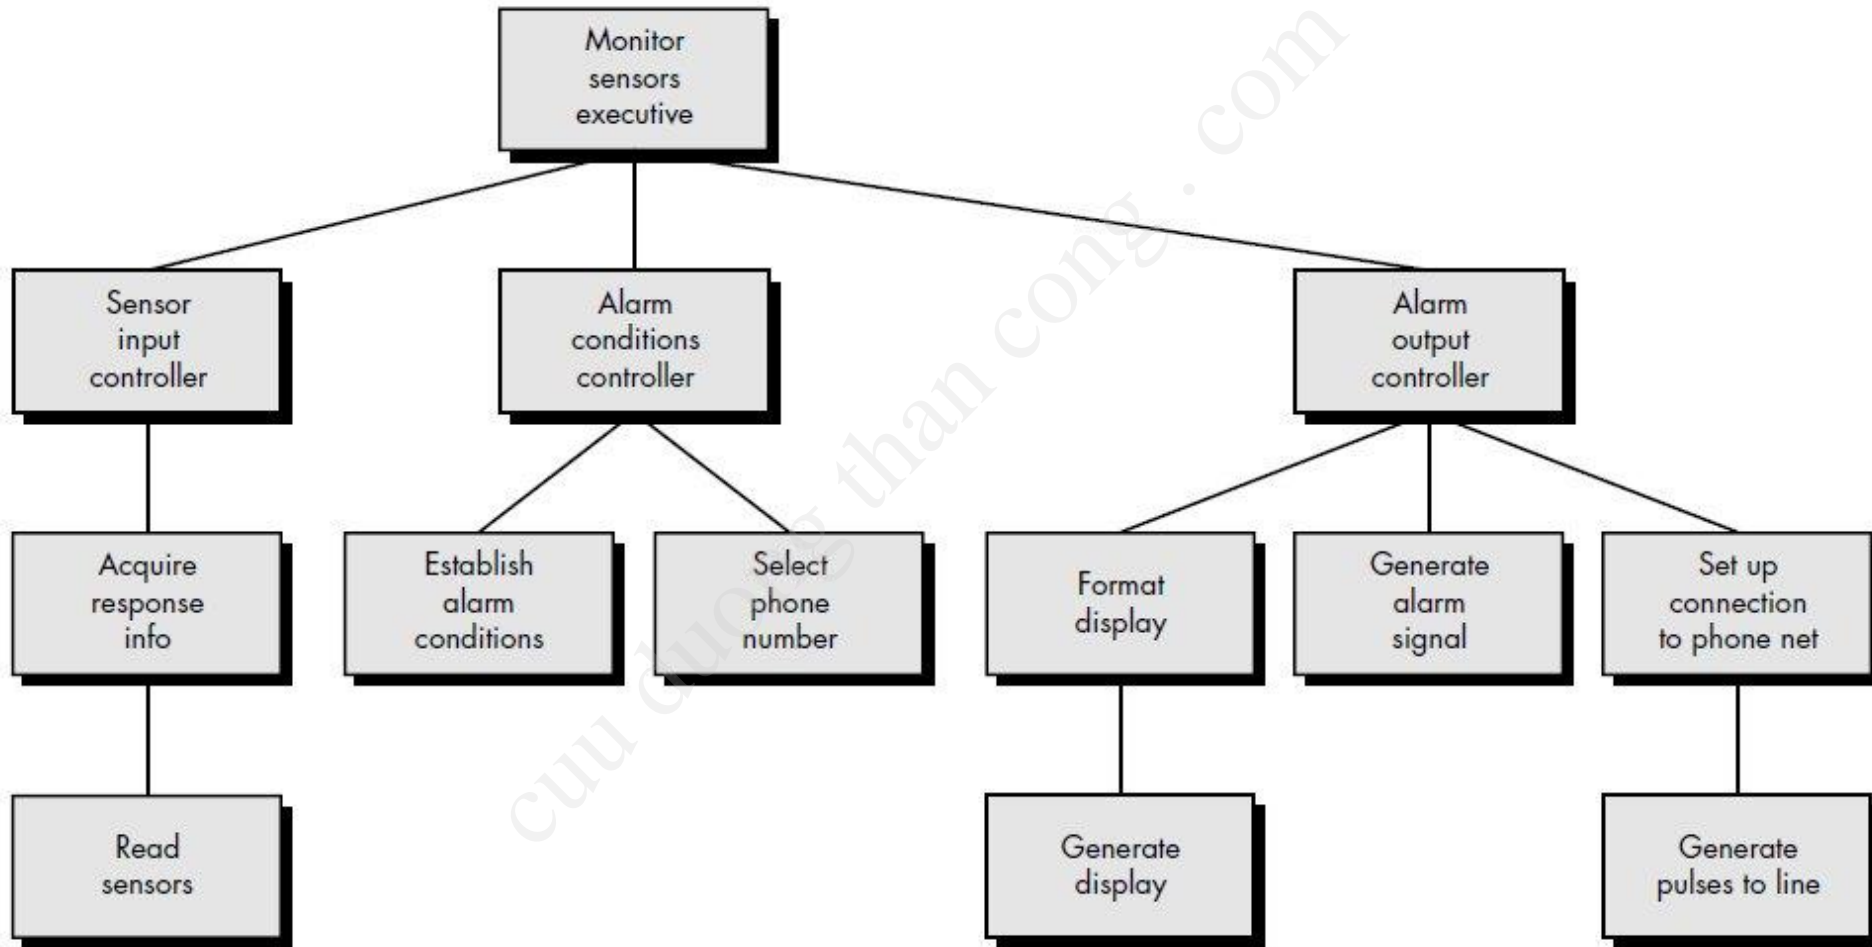 Monitor
sensors
executive
Sensor
input
controller
Alarm
conditions
controller
Alarm
output
controller
Acquire
response
info
Establish
alarm
conditions
Select
phone
number
Format
display
Generate
alarm
signal
Set up
connection
to phone net
Read
sensors
Generate
display
Generate
pulses to line
cuu duong than cong . com